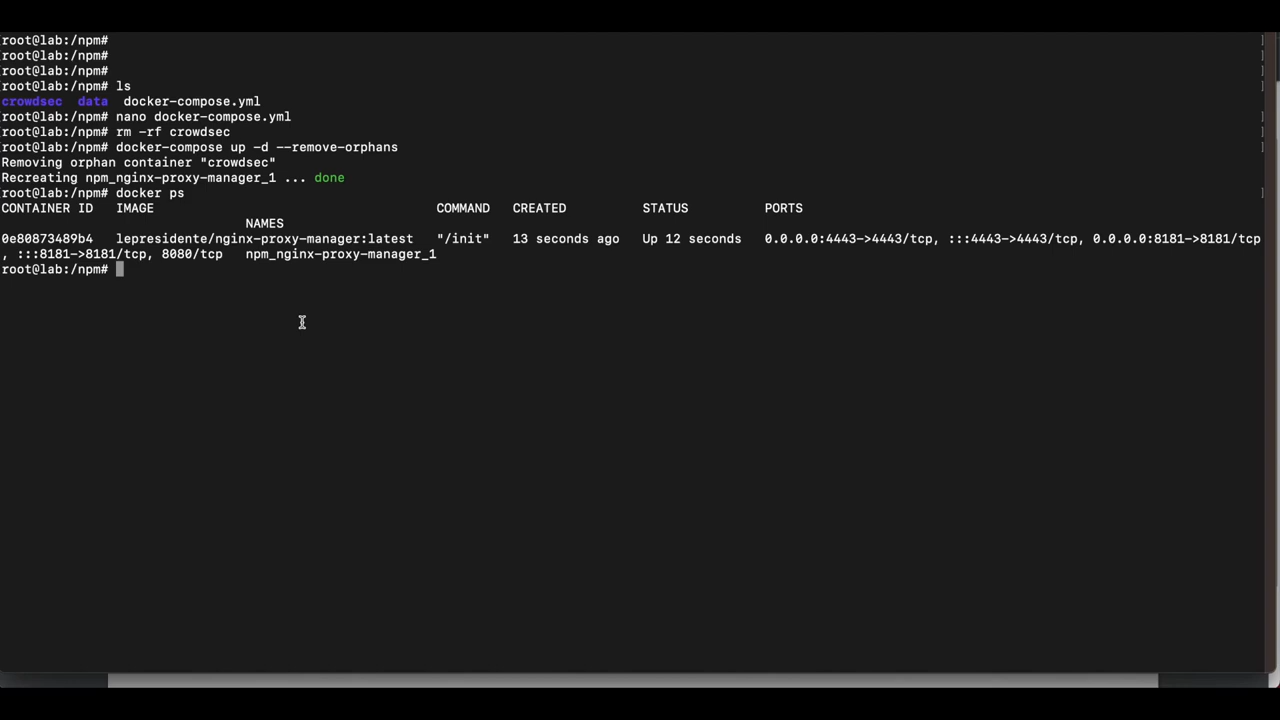 [root@lab:/npm# ]
[root@lab:/npm# ]
[root@lab:/npm# ]
[root@lab:/npm# ls ]
crowdsec  data  docker-compose.yml
[root@lab:/npm# nano docker-compose.yml ]
[root@lab:/npm# rm -rf crowdsec ]
[root@lab:/npm# docker-compose up -d --remove-orphans ]
Removing orphan container "crowdsec"
Recreating npm_nginx-proxy-manager_1 ... done
[root@lab:/npm# docker ps ]
CONTAINER ID   IMAGE                                     COMMAND   CREATED          STATUS          PORTS
NAMES
0e80873489b4   lepresidente/nginx-proxy-manager:latest   "/init"   13 seconds ago   Up 12 seconds   0.0.0.0:4443->4443/tcp, :::4443->4443/tcp, 0.0.0.0:8181->8181/tcp
, :::8181->8181/tcp, 8080/tcp   npm_nginx-proxy-manager_1
root@lab:/npm#